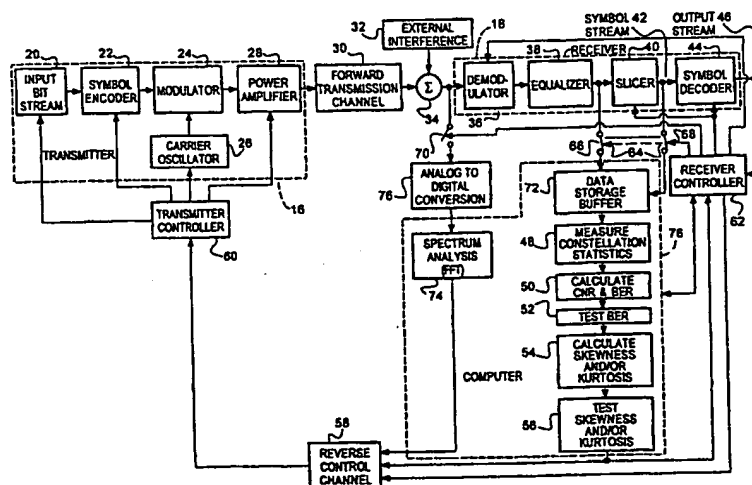 32
EXTERNAL
INTERFERENCE
SYMBOL 42
STREAM
OUTPUT 46
STREAM
20
22
24
28
30
18
38
RECEIVER
40
44
INPUT
BIT
STREAM
SYMBOL
ENCODER
MODULATOR
POWER
AMPLIFIER
FORWARD
TRANSMISSION
CHANNEL
Σ
34
DEMOD-
ULATOR
EQUALIZER
SLICER
SYMBOL
DECODER
36
TRANSMITTER
CARRIER
OSCILLATOR
26
16
70
68
64
68
TRANSMITTER
CONTROLLER
60
76
ANALOG TO
DIGITAL
CONVERSION
72
DATA
STORAGE
BUFFER
RECEIVER
CONTROLLER
62
SPECTRUM
ANALYSIS
(FFT)
74
48
MEASURE
CONSTELLATION
STATISTICS
50
CALCULATE
CNR & BER
52
TEST BER
54
CALCULATE
SKEWNESS
AND/OR
KURTOSIS
COMPUTER
56
TEST
SKEWNESS
AND/OR
KURTOSIS
58
REVERSE
CONTROL
CHANNEL